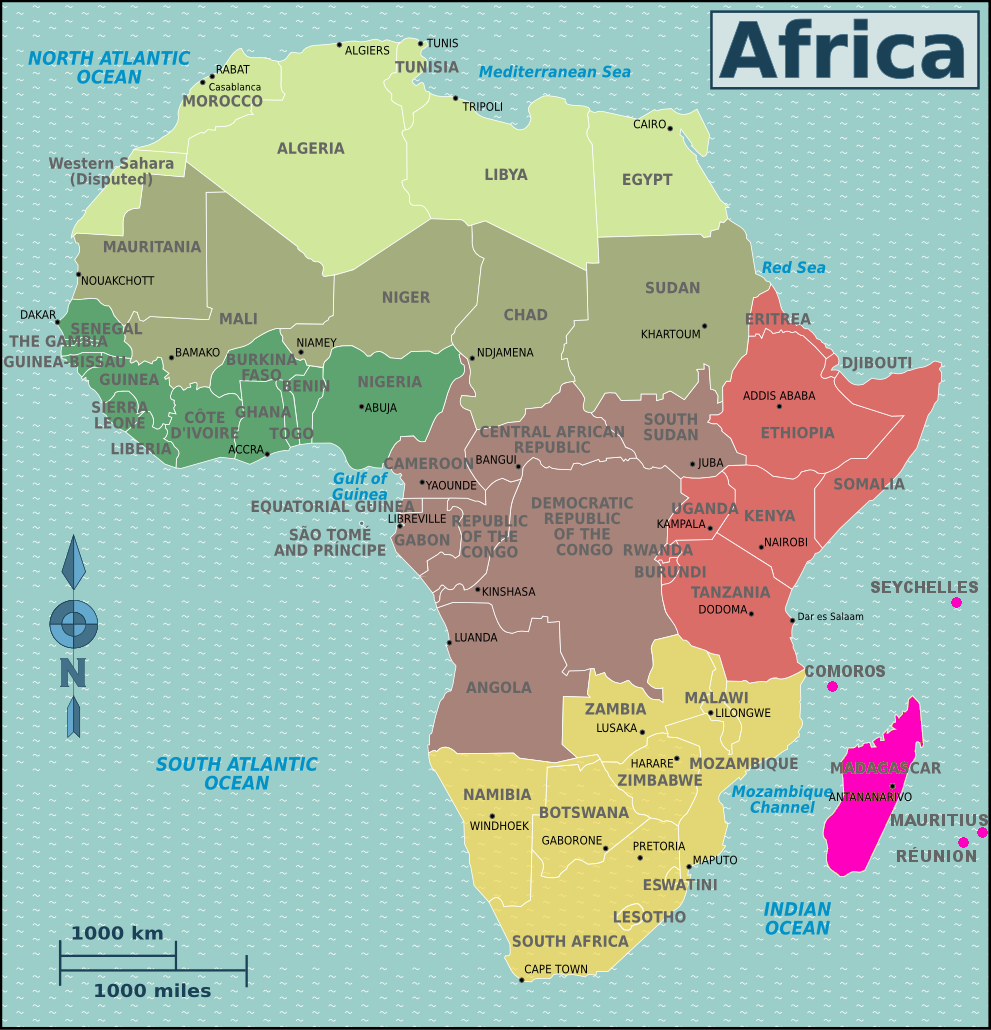 Africa
NORTH ATLANTIC
OCEAN
ALGIERS
TUNIS
TUNISIA
Mediterranean Sea
RABAT
Casablanca
MOROCCO
TRIPOLI
CAIRO
ALGERIA
Western Sahara
(Disputed)
LIBYA
EGYPT
MAURITANIA
NOUAKCHOTT
Red Sea
NIGER
SUDAN
CHAD
DAKAR
SENEGAL
MALI
KHARTOUM
ERITREA
THE GAMBIA
NIAMEY
BAMAKO
NDJAMENA
GUINEA-BISSAU
BURKINA
FASO
DJIBOUTI
GUINEA
BENIN
NIGERIA
ADDIS ABABA
SIERRA
LEONE
CÔTE
D'IVOIRE
GHANA
ABUJA
TOGO
CENTRAL AFRICAN
REPUBLIC
SOUTH
SUDAN
ETHIOPIA
LIBERIA
ACCRA
CAMEROON
BANGUI
JUBA
Gulf of
Guinea
YAOUNDE
SOMALIA
EQUATORIAL GUINEA
LIBREVILLE
SÃO TOMÉ
AND PRÍNCIPE
GABON
REPUBLIC
OF THE
CONGO
DEMOCRATIC
REPUBLIC
OF THE
CONGO
UGANDA
KAMPALA
KENYA
NAIROBI
RWANDA
BURUNDI
KINSHASA
TANZANIA
DODOMA
Dar es Salaam
SEYCHELLES
LUANDA
N
COMOROS
ANGOLA
MALAWI
ZAMBIA
LILONGWE
LUSAKA
SOUTH ATLANTIC
OCEAN
HARARE
MOZAMBIQUE
ZIMBABWE
MADAGASCAR
ANTANANARIVO
Mozambique
Channel
NAMIBIA
WINDHOEK
BOTSWANA
GABORONE
PRETORIA
MAPUTO
MAURITIUS
RÉUNION
ESWATINI
LESOTHO
INDIAN
OCEAN
SOUTH AFRICA
CAPE TOWN
1000 km
1000 miles